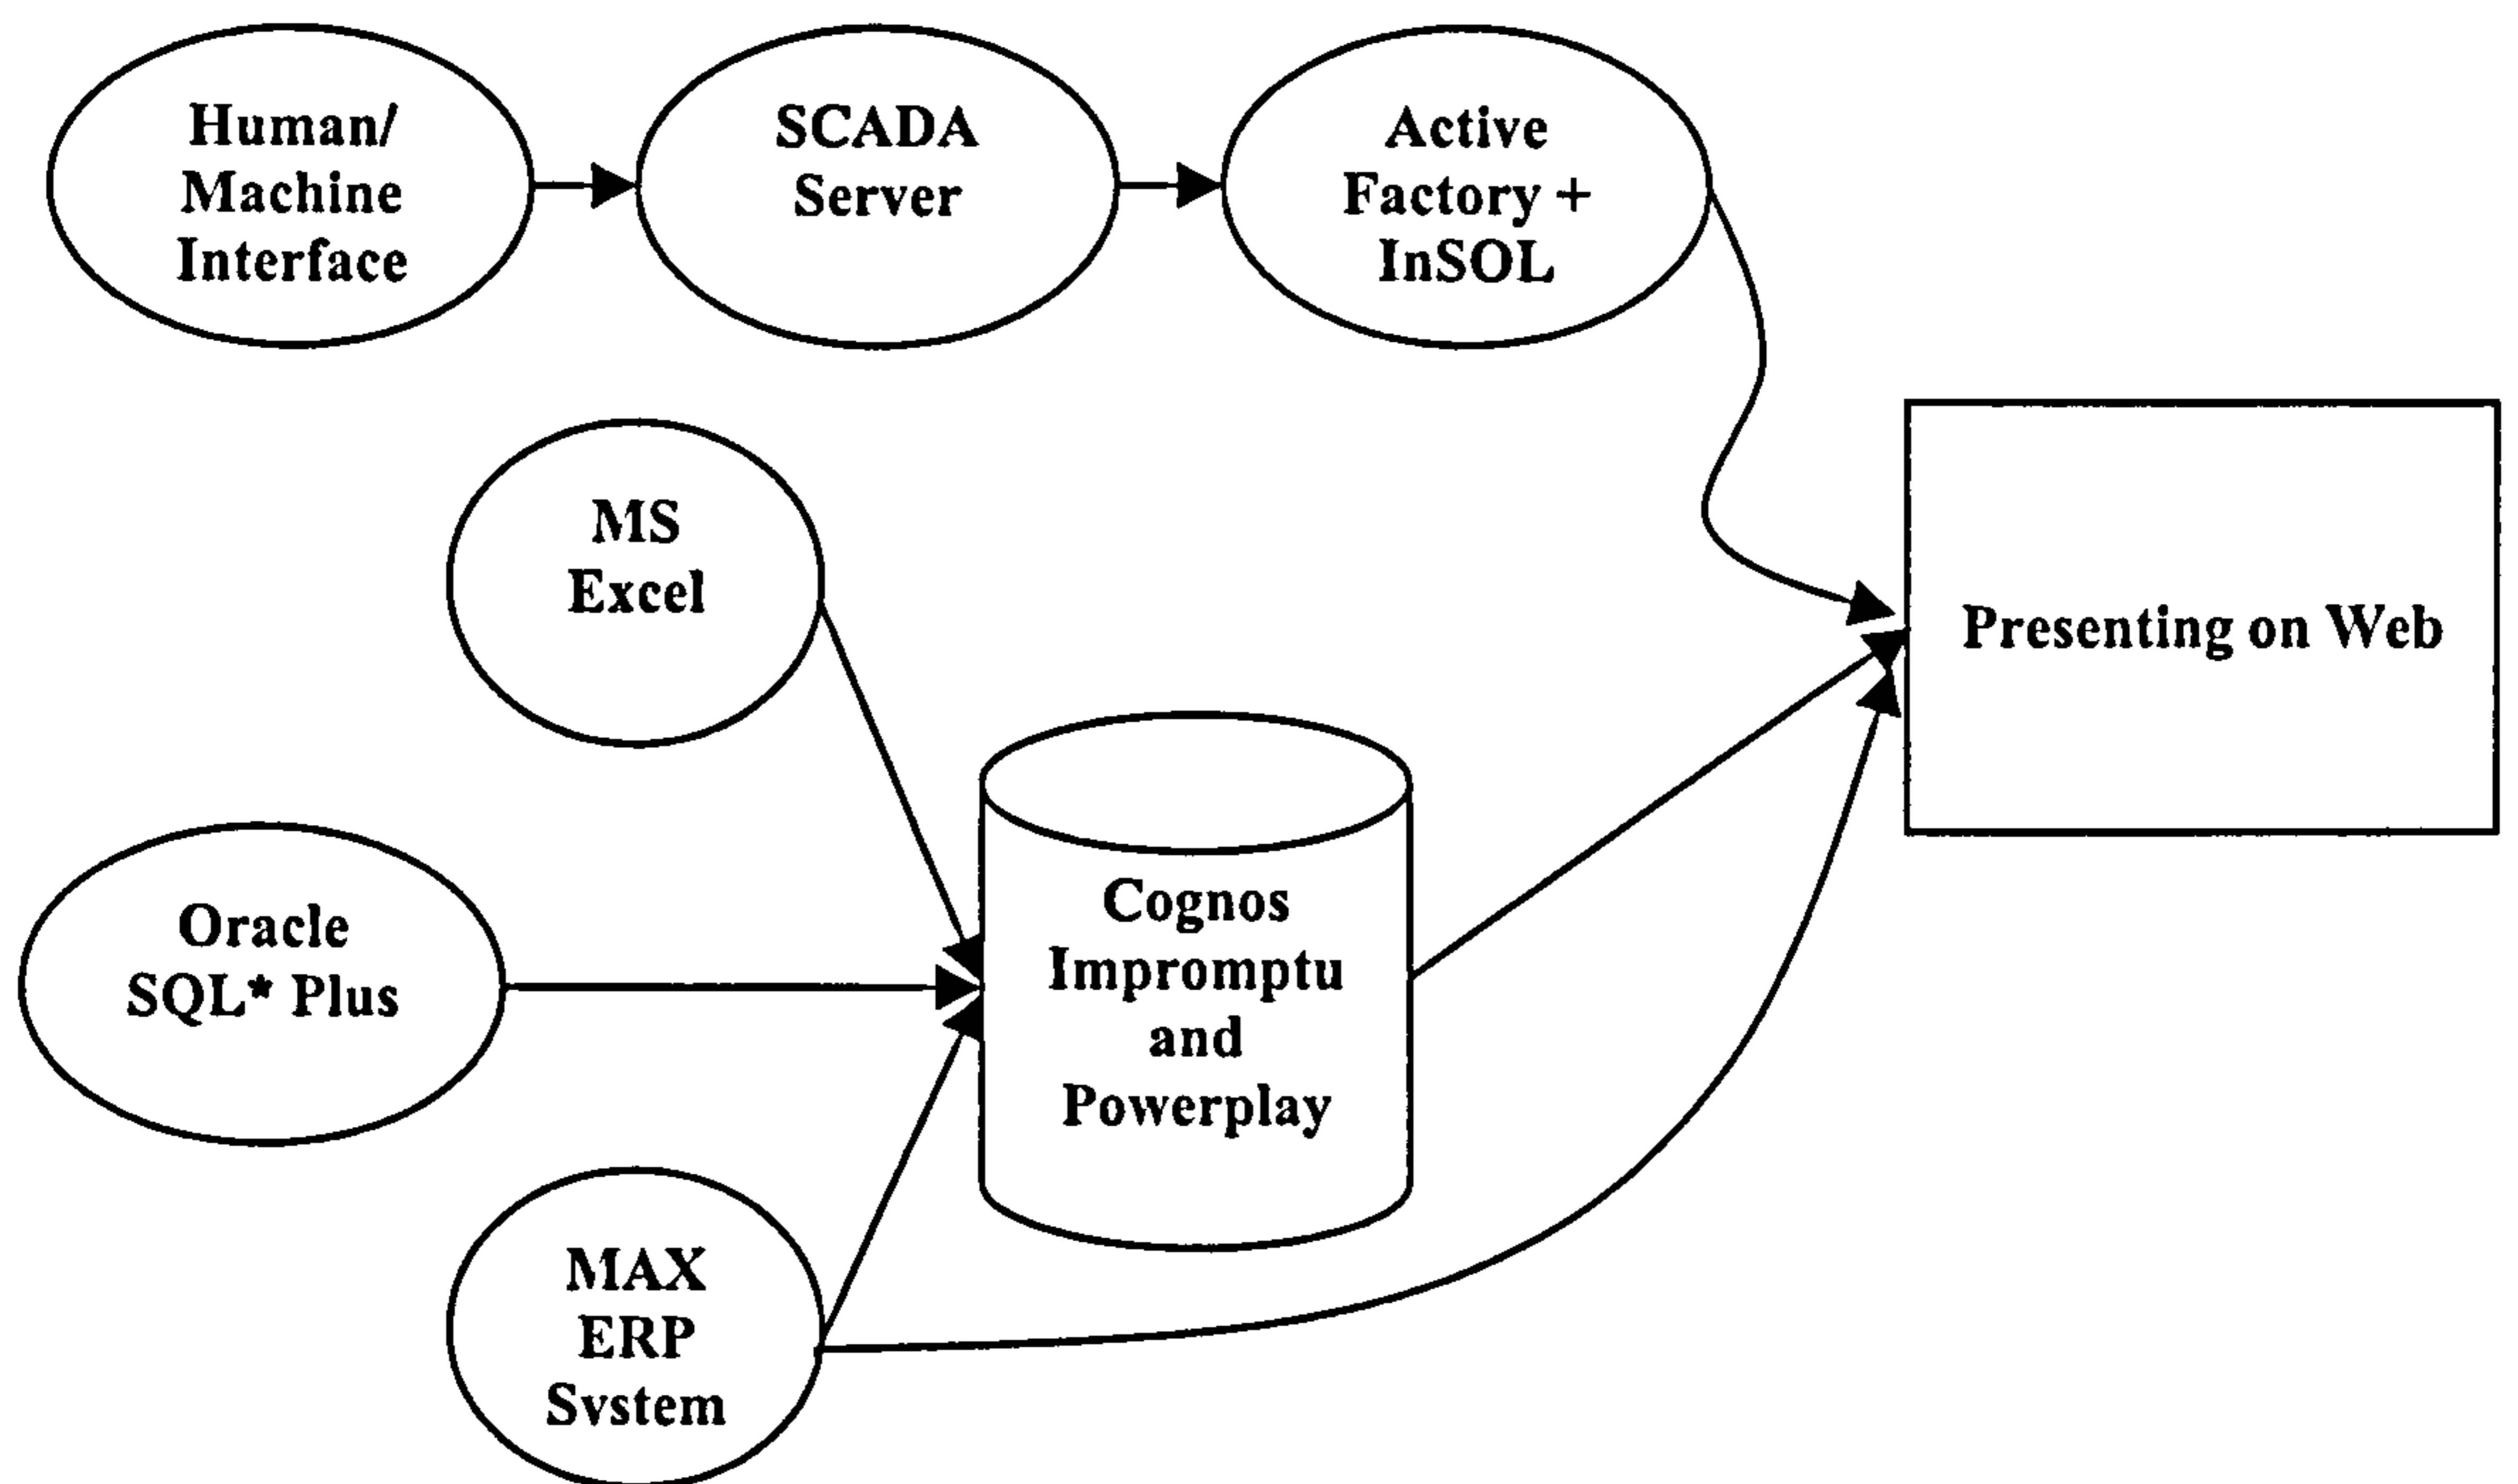 Human/
Machine
Interface
SCADA
Server
Active
Factory +
InSOL
MS
Excel
Presenting on Web
Oracle
SQL* Plus
Cognos
Impromptu
and
Powerplay
MAX
ERP
System